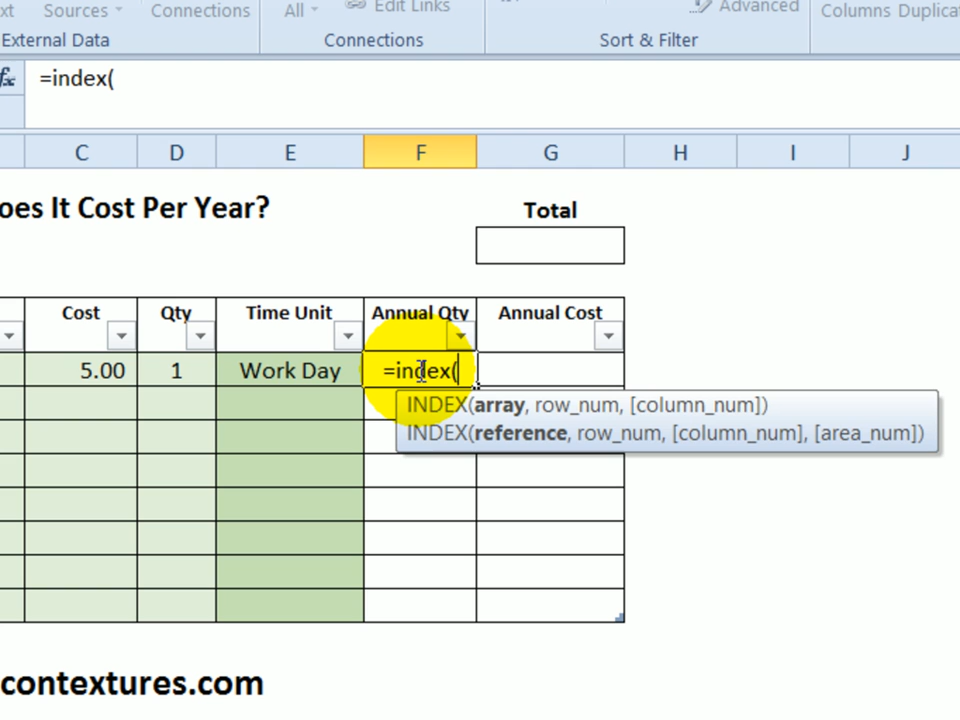 Sources
Connections
All
Edit Links
Advanced
Columns
External Data
Connections
Sort & Filter
fx =index(
C D E F G H I J
oes It Cost Per Year?
Total
Cost Qty Time Unit Annual Qty Annual Cost
5.00 1 Work Day =index(
INDEX(array, row_num, [column_num])
INDEX(reference, row_num, [column_num], [area_num])
contextures.com